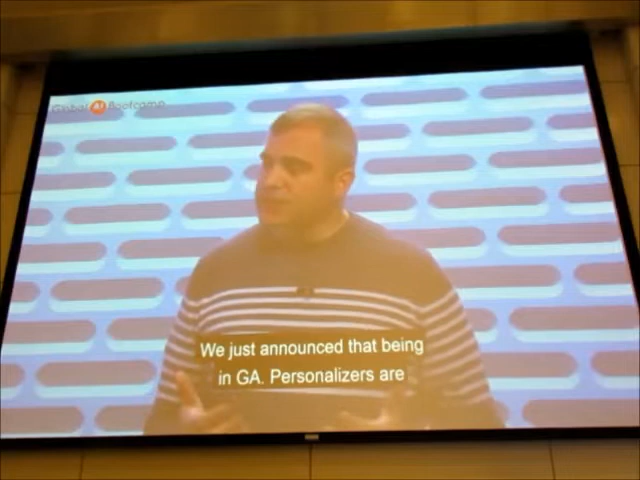 Global AI Bootcamp
We just announced that being
in GA. Personalizers are